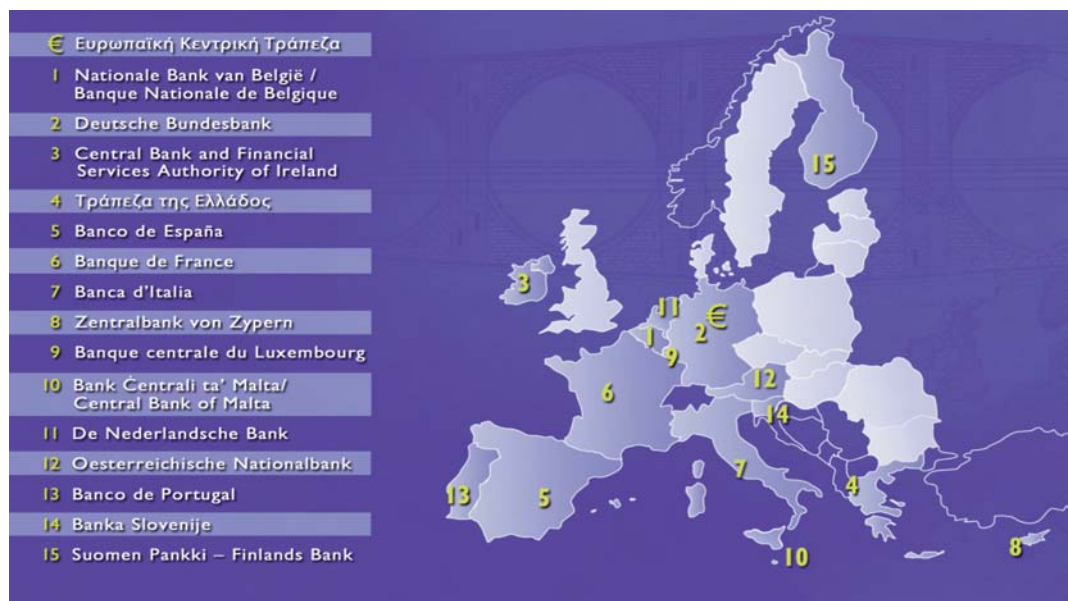 € Ευρωπαϊκή Κεντρική Τράπεζα
1 Nationale Bank van België /
Banque Nationale de Belgique
2 Deutsche Bundesbank
3 Central Bank and Financial
Services Authority of Ireland
4 Τράπεζα της Ελλάδος
5 Banco de España
6 Banque de France
7 Banca d'Italia
8 Zentralbank von Zypern
9 Banque centrale du Luxembourg
10 Bank Ċentrali ta' Malta/
Central Bank of Malta
11 De Nederlandsche Bank
12 Oesterreichische Nationalbank
13 Banco de Portugal
14 Banka Slovenije
15 Suomen Pankki – Finlands Bank
15
3
11
€
1
2
9
12
6
14
7
13
5
4
10
8